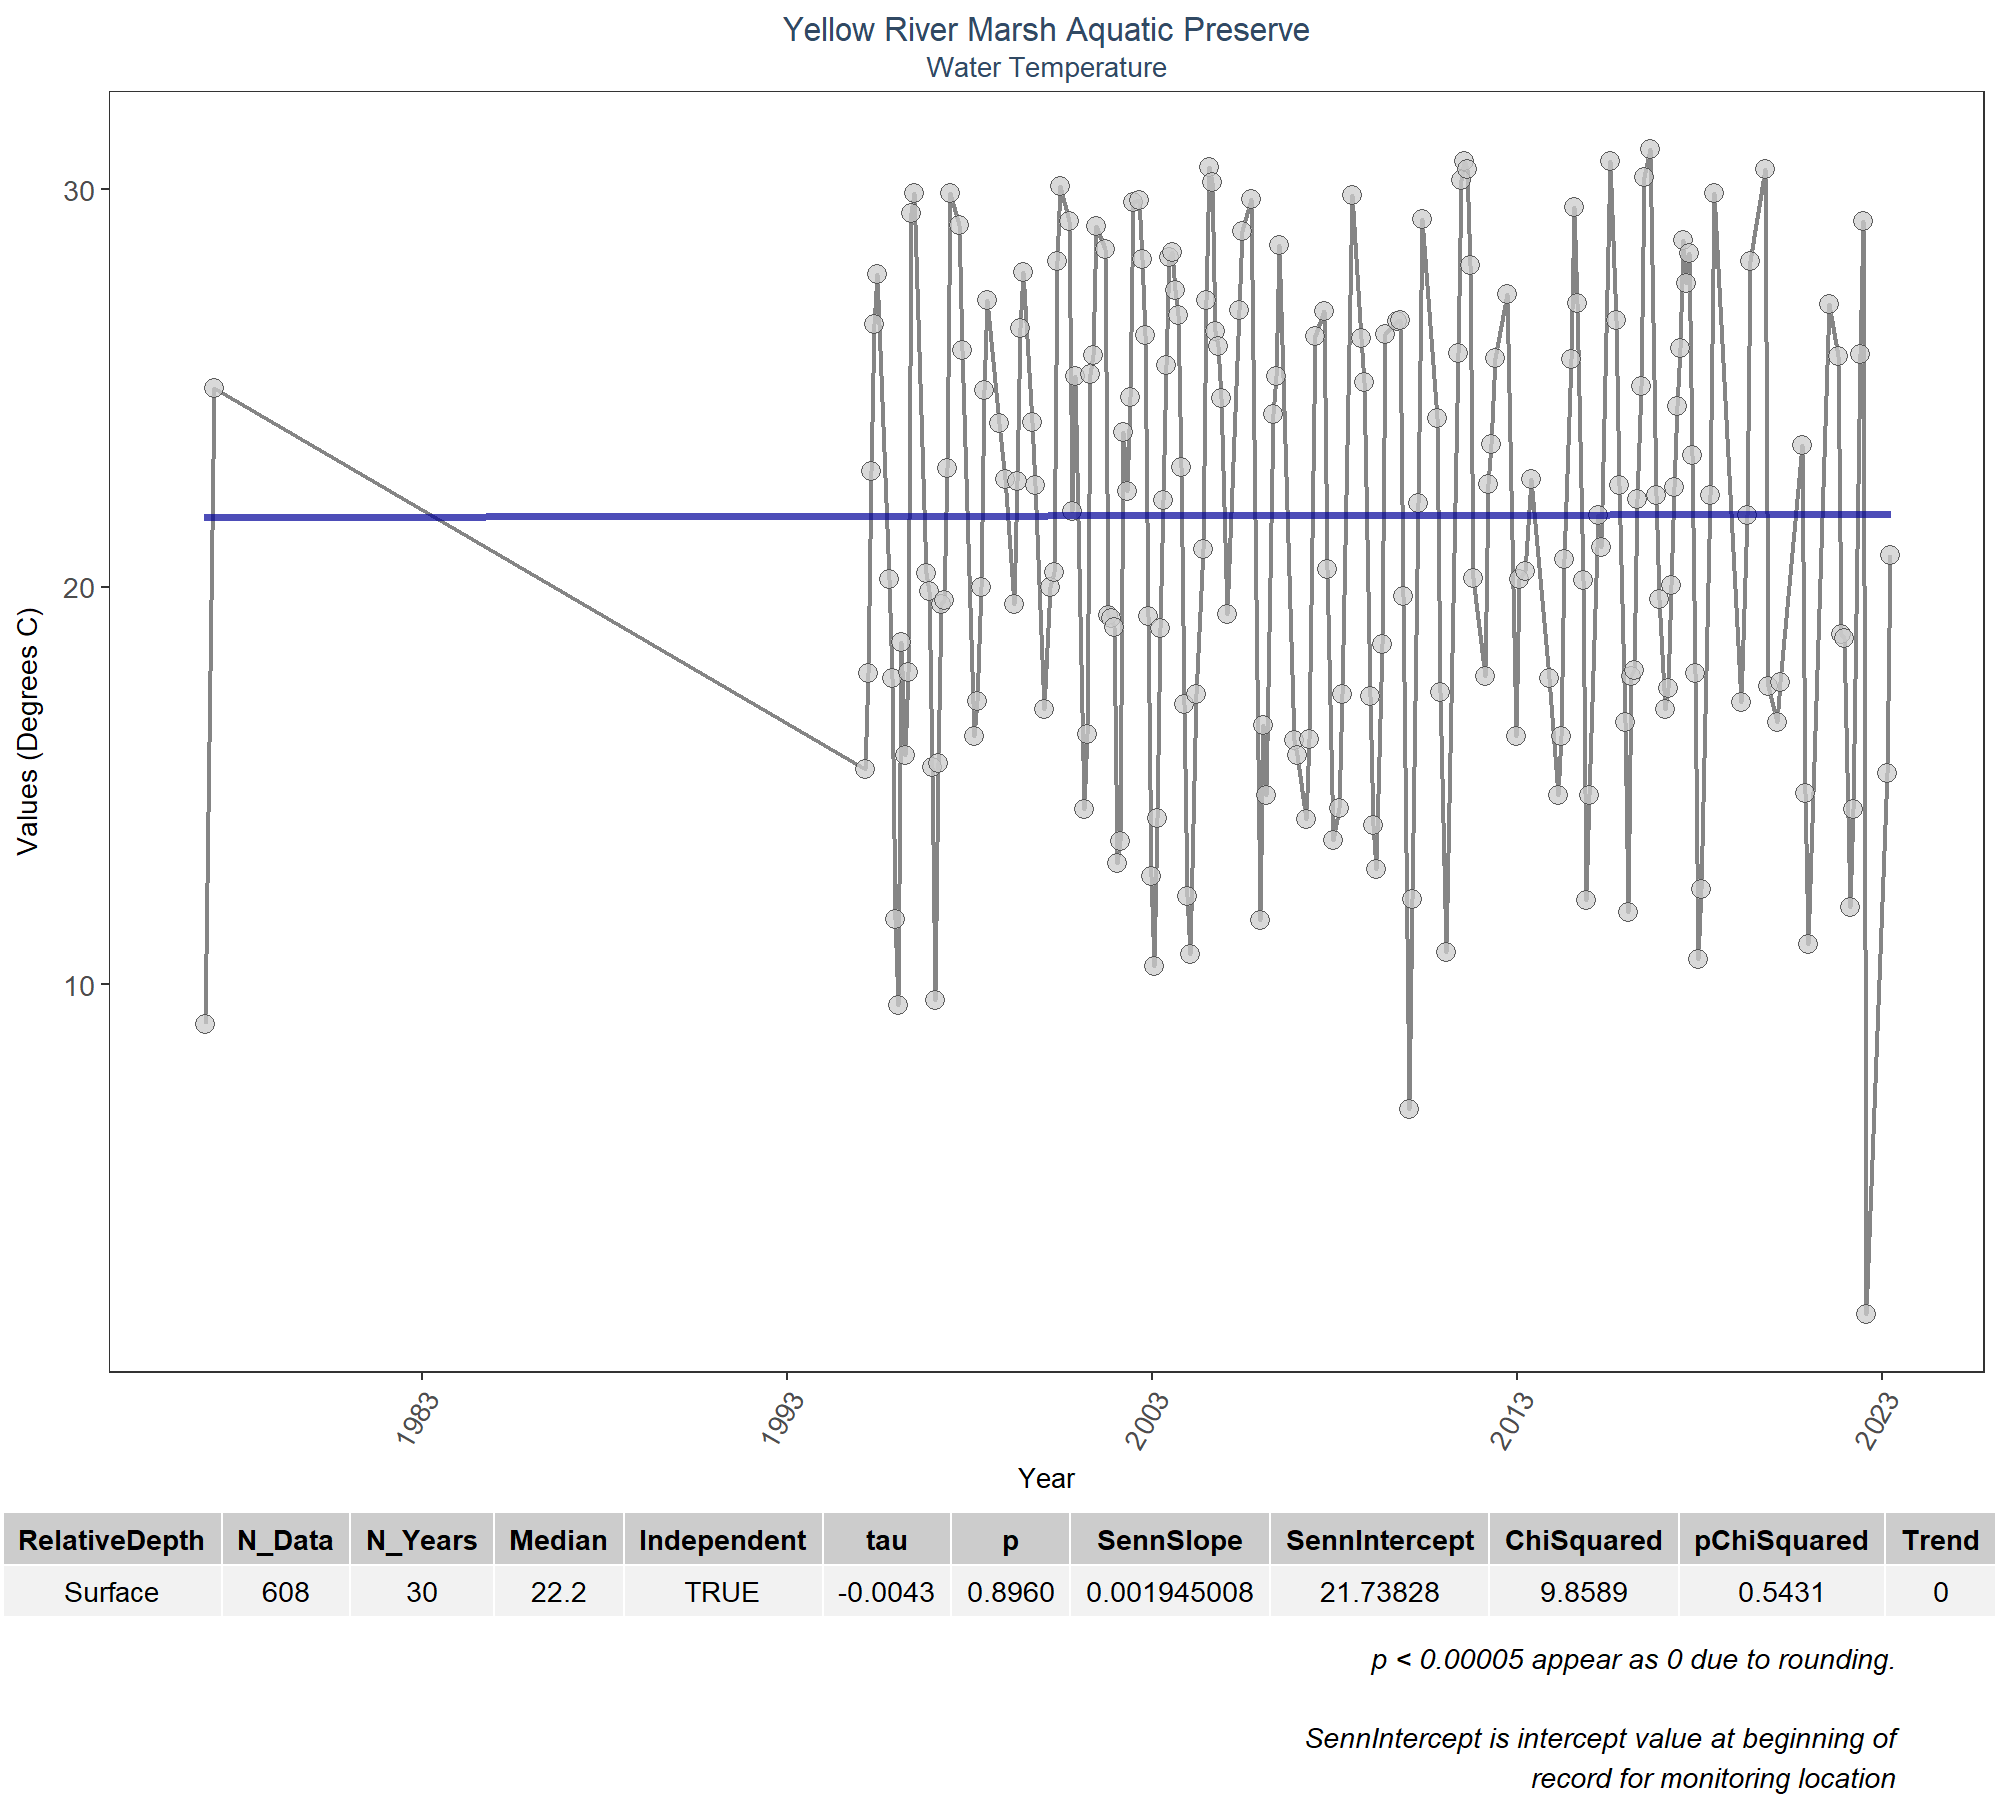 Yellow River Marsh Aquatic Preserve
Water Temperature
Values (Degrees C)
30
20
10
1983
1993
2003
2013
2023
Year
RelativeDepth N_Data N_Years Median Independent tau p SennSlope SennIntercept ChiSquared pChiSquared Trend
Surface 608 30 22.2 TRUE -0.0043 0.8960 0.001945008 21.73828 9.8589 0.5431 0
p < 0.00005 appear as 0 due to rounding.
SennIntercept is intercept value at beginning of
record for monitoring location